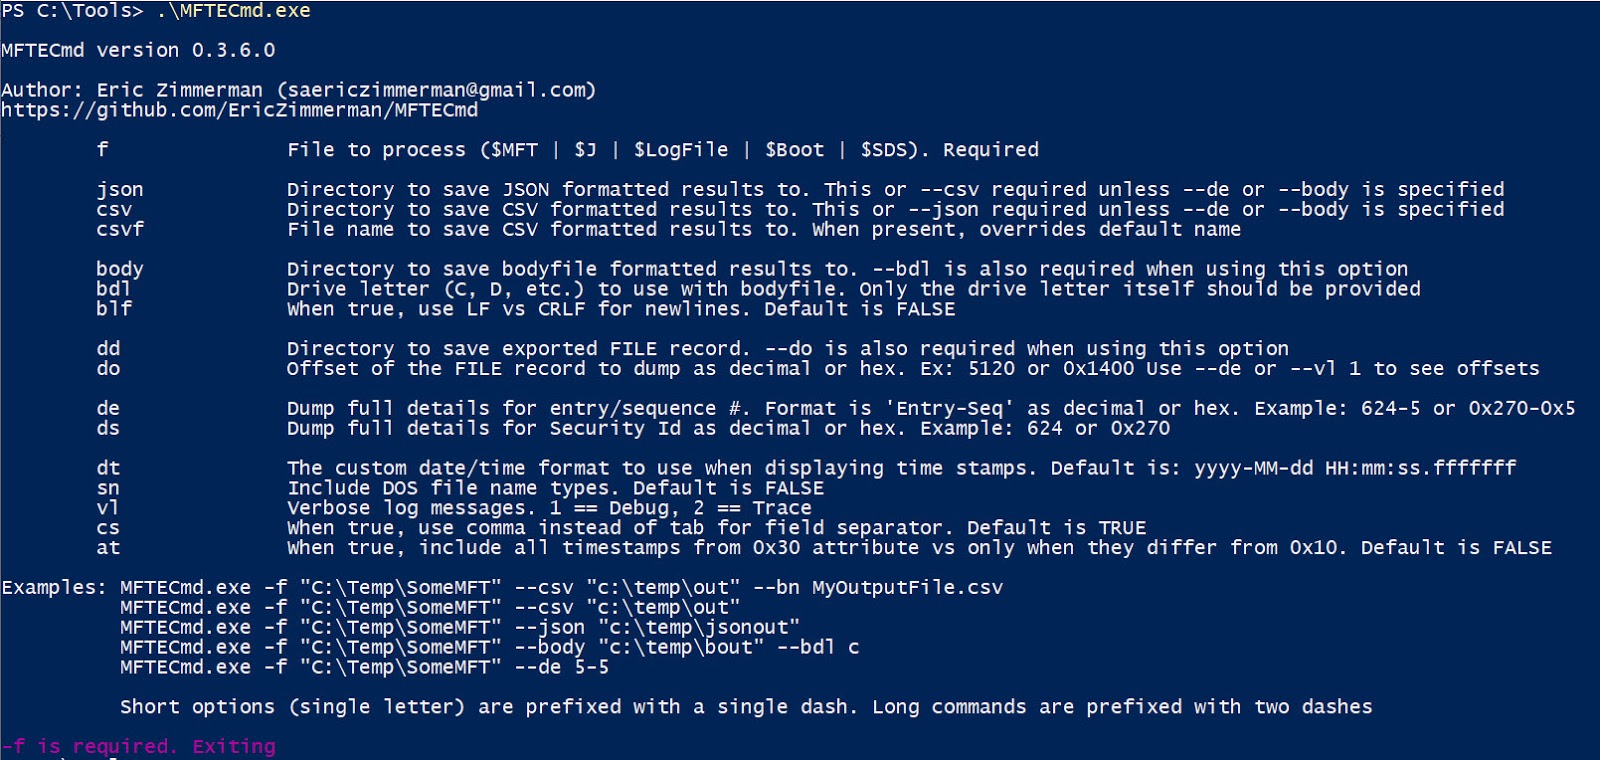 PS C:\Tools> .\MFTECmd.exe
MFTECmd version 0.3.6.0
Author: Eric Zimmerman (saericzimmerman@gmail.com)
https://github.com/EricZimmerman/MFTECmd
f File to process ($MFT | $J | $LogFile | $Boot | $SDS). Required
json Directory to save JSON formatted results to. This or --csv required unless --de or --body is specified
csv Directory to save CSV formatted results to. This or --json required unless --de or --body is specified
csvf File name to save CSV formatted results to. When present, overrides default name
body Directory to save bodyfile formatted results to. --bdl is also required when using this option
bdl Drive letter (C, D, etc.) to use with bodyfile. Only the drive letter itself should be provided
blf When true, use LF vs CRLF for newlines. Default is FALSE
dd Directory to save exported FILE record. --do is also required when using this option
do Offset of the FILE record to dump as decimal or hex. Ex: 5120 or 0x1400 Use --de or --vl 1 to see offsets
de Dump full details for entry/sequence #. Format is 'Entry-Seq' as decimal or hex. Example: 624-5 or 0x270-0x5
ds Dump full details for Security Id as decimal or hex. Example: 624 or 0x270
dt The custom date/time format to use when displaying time stamps. Default is: yyyy-MM-dd HH:mm:ss.fffffff
sn Include DOS file name types. Default is FALSE
vl Verbose log messages. 1 == Debug, 2 == Trace
cs When true, use comma instead of tab for field separator. Default is TRUE
at When true, include all timestamps from 0x30 attribute vs only when they differ from 0x10. Default is FALSE
Examples: MFTECmd.exe -f "C:\Temp\SomeMFT" --csv "c:\temp\out" --bn MyOutputFile.csv
MFTECmd.exe -f "C:\Temp\SomeMFT" --csv "c:\temp\out"
MFTECmd.exe -f "C:\Temp\SomeMFT" --json "c:\temp\jsonout"
MFTECmd.exe -f "C:\Temp\SomeMFT" --body "c:\temp\bout" --bdl c
MFTECmd.exe -f "C:\Temp\SomeMFT" --de 5-5
Short options (single letter) are prefixed with a single dash. Long commands are prefixed with two dashes
-f is required. Exiting